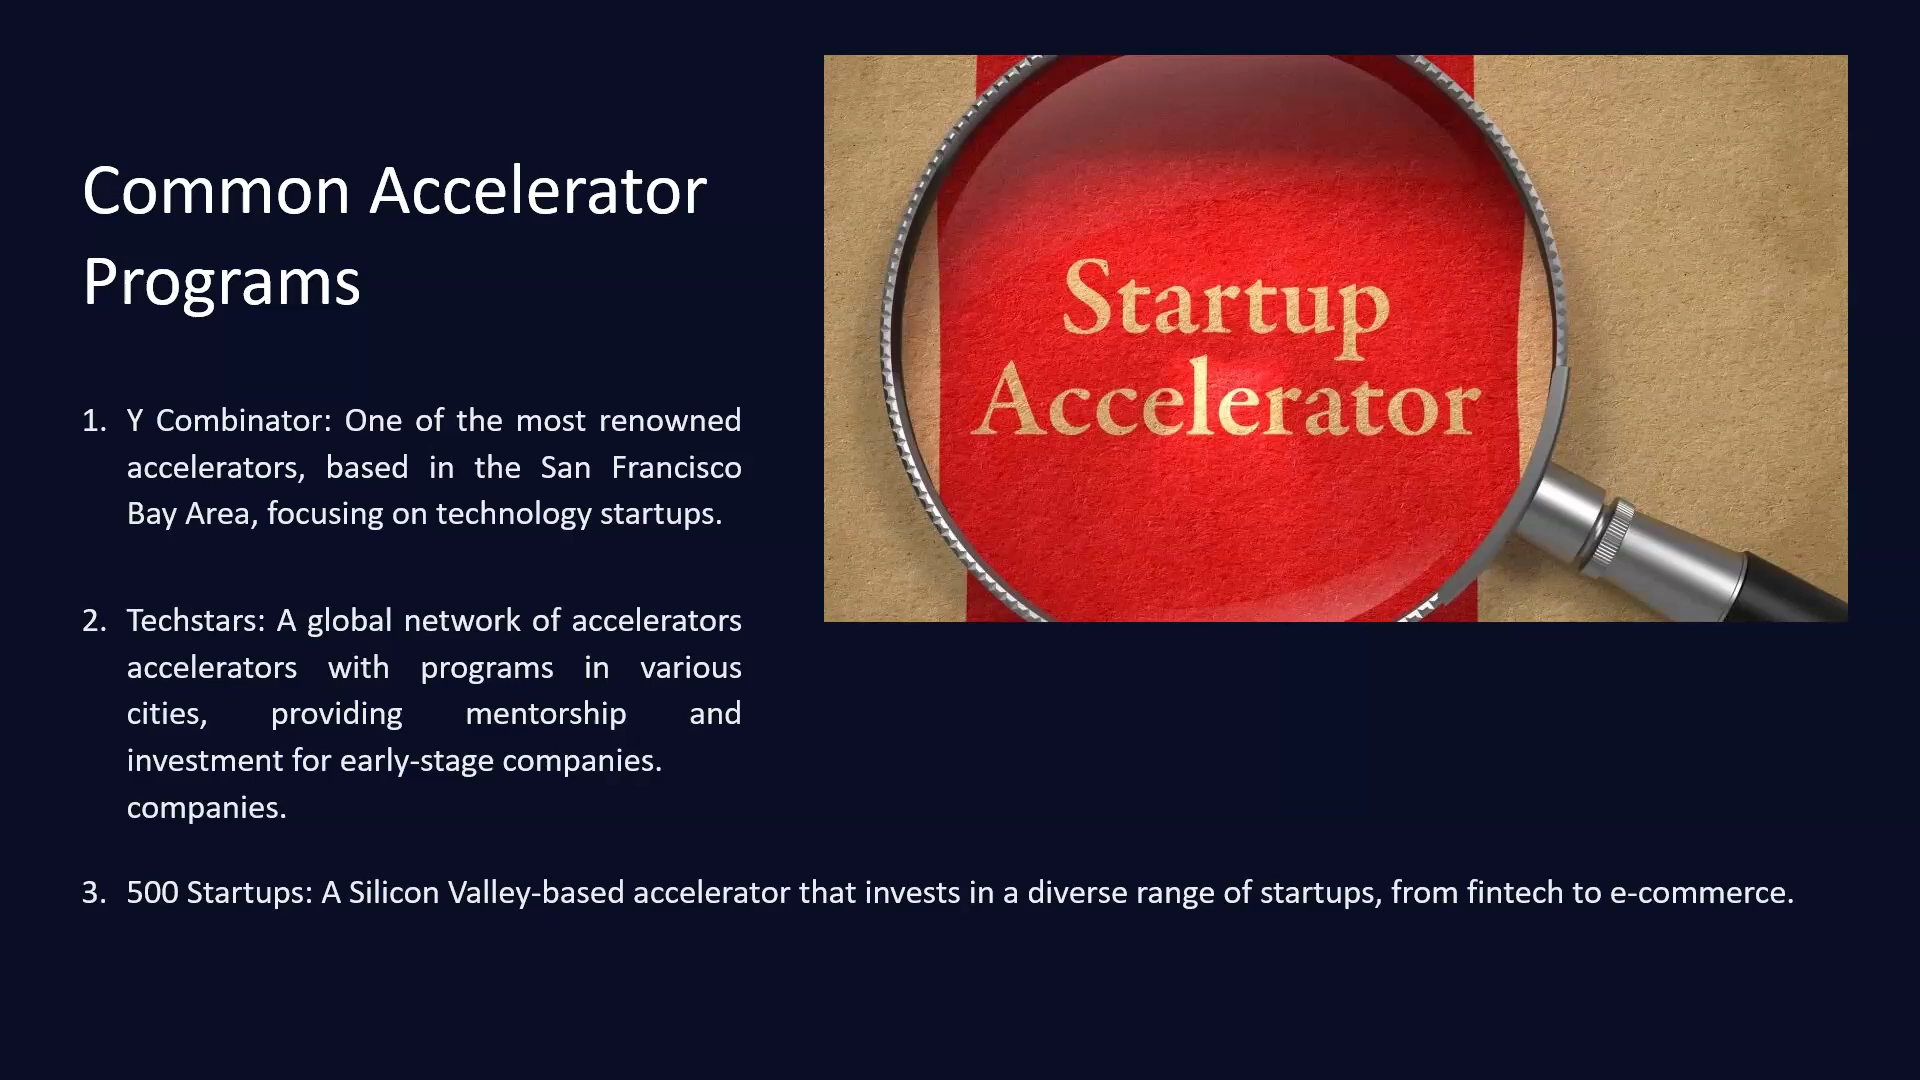 Common Accelerator
Programs
1. Y Combinator: One of the most renowned
accelerators, based in the San Francisco
Bay Area, focusing on technology startups.
2. Techstars: A global network of accelerators
accelerators with programs in various
cities, providing mentorship and
investment for early-stage companies.
companies.
3. 500 Startups: A Silicon Valley-based accelerator that invests in a diverse range of startups, from fintech to e-commerce.
Startup
Accelerator